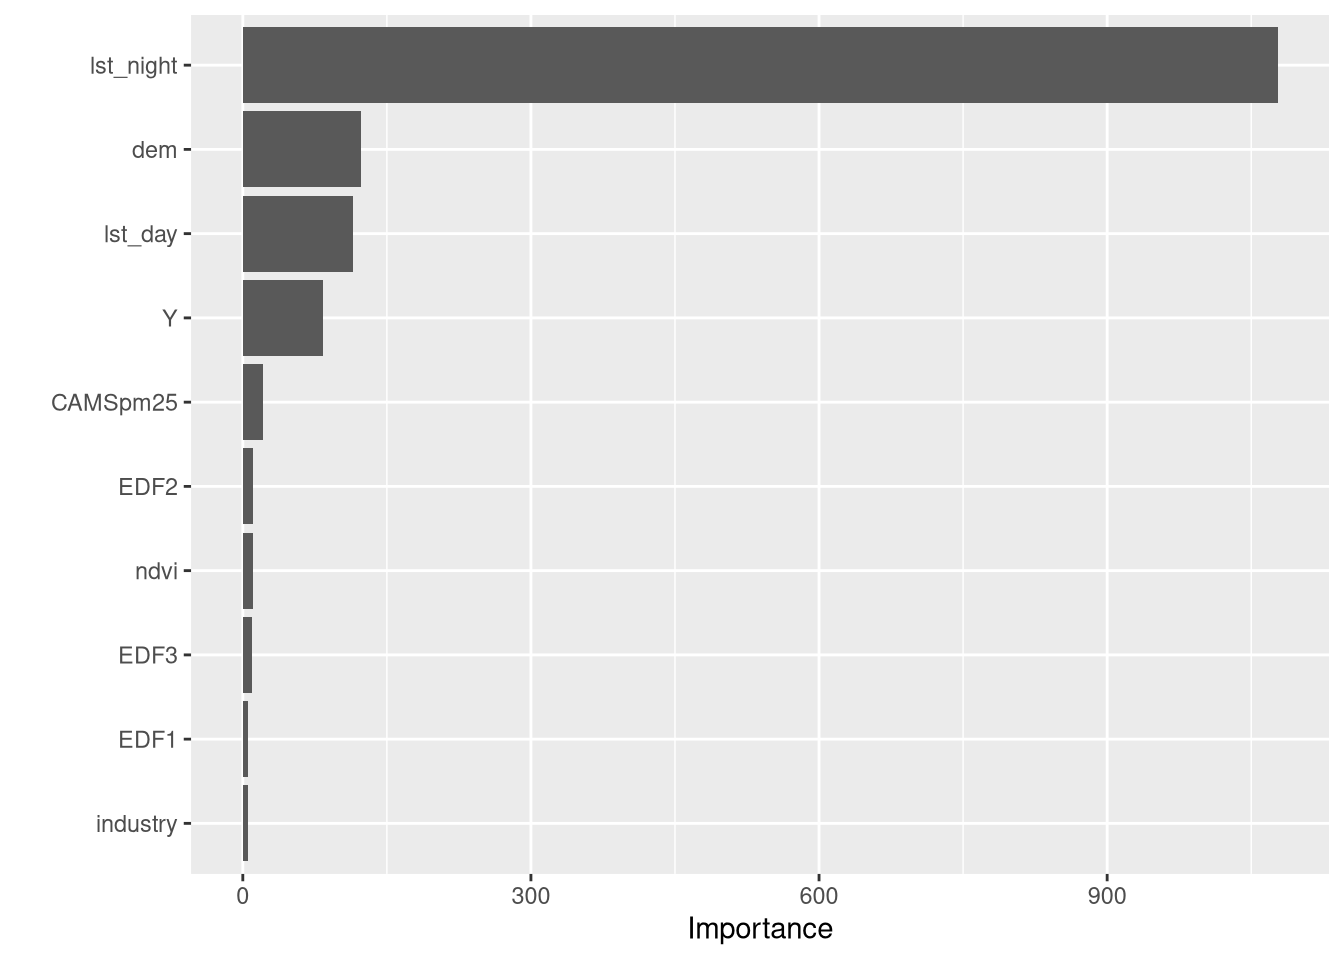 lst_night
dem
lst_day
Y
CAMSpm25
EDF2
ndvi
EDF3
EDF1
industry
0 300 600 900
Importance